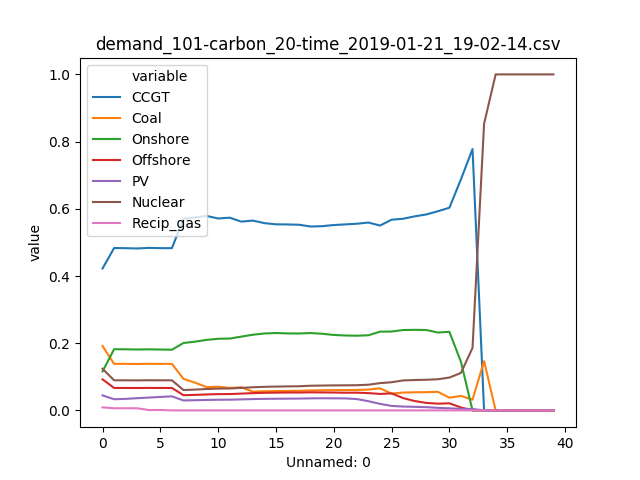 demand_101-carbon_20-time_2019-01-21_19-02-14.csv
variable
CCGT
Coal
Onshore
Offshore
PV
Nuclear
Recip_gas
value
1.0
0.8
0.6
0.4
0.2
0.0
0 5 10 15 20 25 30 35 40
Unnamed: 0